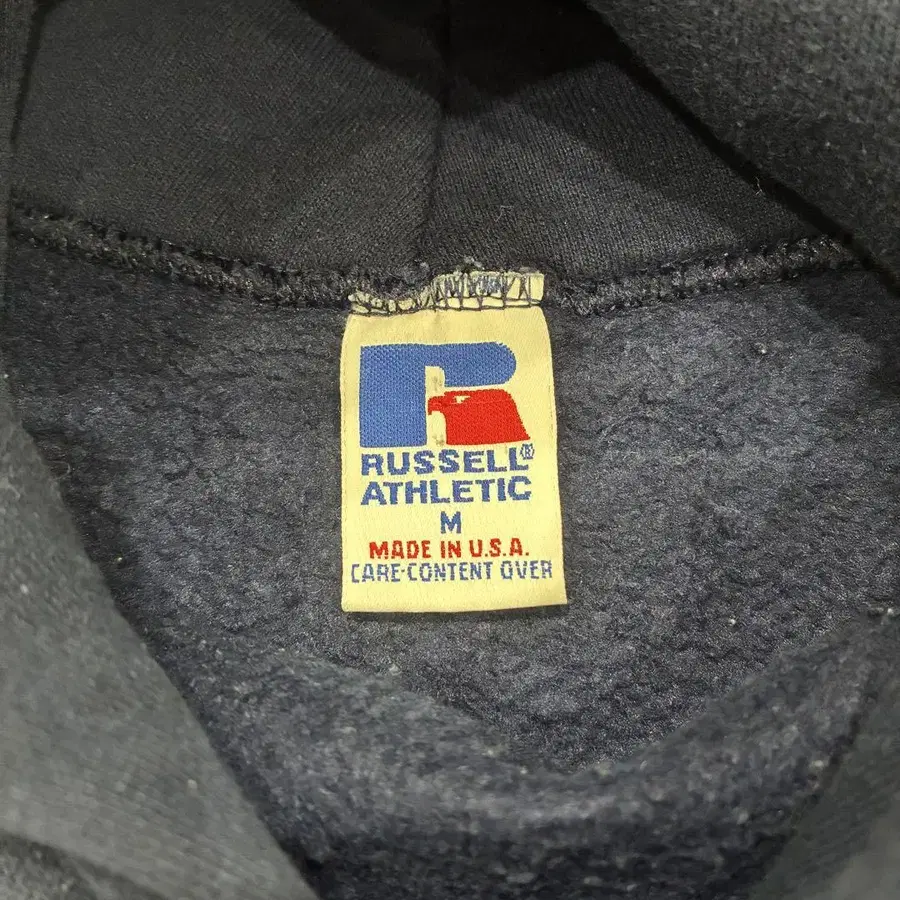 RUSSELL®
ATHLETIC
M
MADE IN U.S.A.
CARE-CONTENT OVER